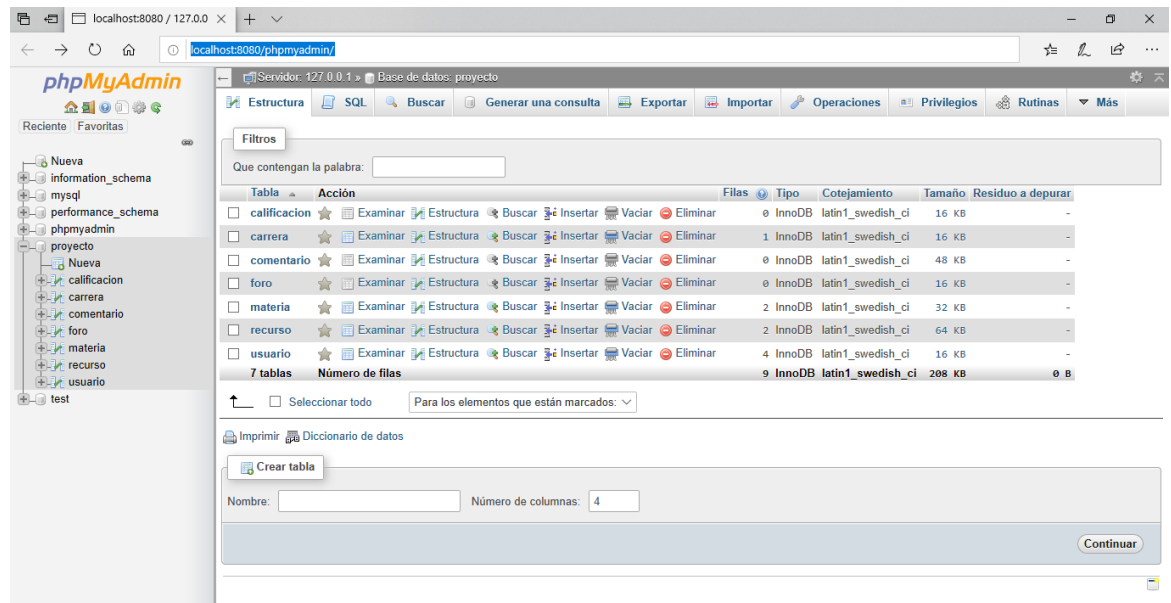 localhost:8080 / 127.0.0
localhost:8080/phpmyadmin/
phpMyAdmin
Reciente Favoritas
Nueva
information_schema
mysql
performance_schema
phpmyadmin
proyecto
Nueva
calificacion
carrera
comentario
foro
materia
recurso
usuario
test
Servidor: 127.0.0.1 » Base de datos: proyecto
Estructura SQL Buscar Generar una consulta Exportar Importar Operaciones Privilegios Rutinas Más
Filtros
Que contengan la palabra:
Tabla Acción Filas Tipo Cotejamiento Tamaño Residuo a depurar
calificacion Examinar Estructura Buscar Insertar Vaciar Eliminar 0 InnoDB latin1_swedish_ci 16 KB -
carrera Examinar Estructura Buscar Insertar Vaciar Eliminar 1 InnoDB latin1_swedish_ci 16 KB -
comentario Examinar Estructura Buscar Insertar Vaciar Eliminar 0 InnoDB latin1_swedish_ci 48 KB -
foro Examinar Estructura Buscar Insertar Vaciar Eliminar 0 InnoDB latin1_swedish_ci 16 KB -
materia Examinar Estructura Buscar Insertar Vaciar Eliminar 2 InnoDB latin1_swedish_ci 32 KB -
recurso Examinar Estructura Buscar Insertar Vaciar Eliminar 2 InnoDB latin1_swedish_ci 64 KB -
usuario Examinar Estructura Buscar Insertar Vaciar Eliminar 4 InnoDB latin1_swedish_ci 16 KB -
7 tablas Número de filas 9 InnoDB latin1_swedish_ci 208 KB 0 B
Seleccionar todo Para los elementos que están marcados:
Imprimir Diccionario de datos
Crear tabla
Nombre: Número de columnas: 4
Continuar